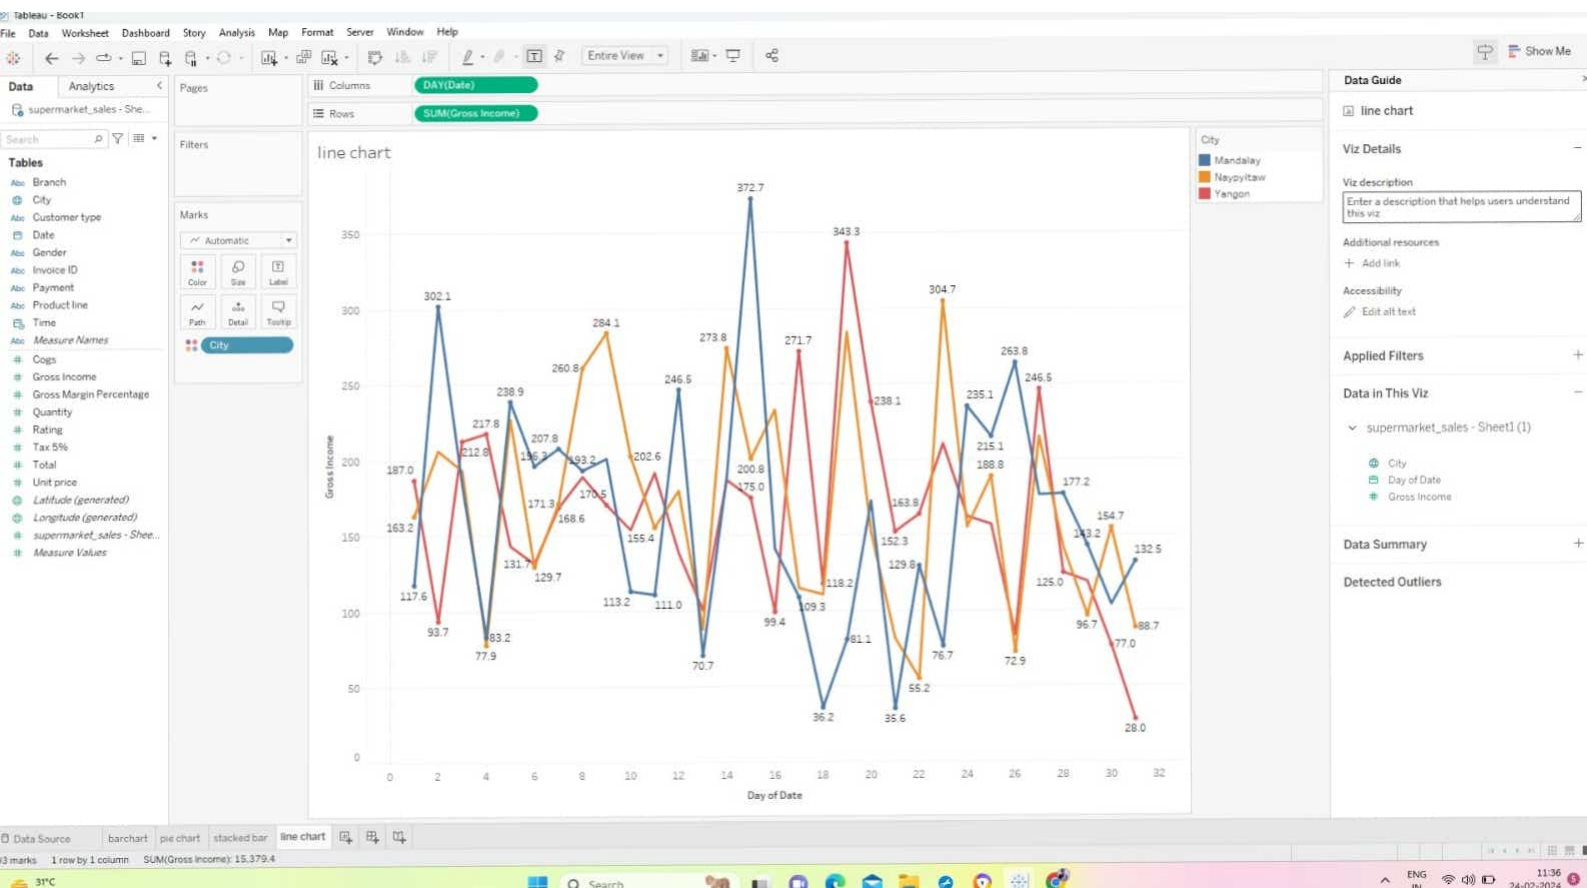 Tableau - Book1
File Data Worksheet Dashboard Story Analysis Map Format Server Window Help
Entire View
Show Me
Data Analytics
supermarket_sales - She...
Search
Tables
Abc Branch
City
Abc Customer type
Date
Abc Gender
Abc Invoice ID
Abc Payment
Abc Product line
Time
Abc Measure Names
# Cogs
# Gross Income
# Gross Margin Percentage
# Quantity
# Rating
# Tax 5%
# Total
# Unit price
Latitude (generated)
Longitude (generated)
# supermarket_sales - Shee...
# Measure Values
Pages
Filters
Marks
Automatic
Color Size Label
Path Detail Tooltip
City
Columns DAY(Date)
Rows SUM(Gross Income)
line chart
372.7
343.3
350
302.1
304.7
300
284.1
273.8
271.7
260.8
263.8
250
238.9
246.5
246.5
238.1
235.1
217.8
212.8
207.8
215.1
200
196.3
193.2
202.6
200.8
188.8
187.0
175.0
177.2
171.3
170.5
163.8
163.2
168.6
154.7
150
155.4
152.3
143.2
132.5
131.7
129.7
129.8
125.0
117.6
113.2
111.0
118.2
109.3
100
93.7
99.4
96.7
88.7
83.2
77.9
81.1
77.0
70.7
76.7
72.9
50
55.2
36.2
35.6
28.0
0
0 2 4 6 8 10 12 14 16 18 20 22 24 26 28 30 32
Gross Income
Day of Date
City
Mandalay
Naypyitaw
Yangon
Data Guide
line chart
Viz Details
Viz description
Enter a description that helps users understand
this viz
Additional resources
+ Add link
Accessibility
Edit alt text
Applied Filters +
Data in This Viz
supermarket_sales - Sheet1 (1)
City
Day of Date
# Gross Income
Data Summary +
Detected Outliers
Data Source barchart pie chart stacked bar line chart
3 marks 1 row by 1 column SUM(Gross Income): 15,379.4
31°C
Search
ENG
IN
11:36
24-02-2024